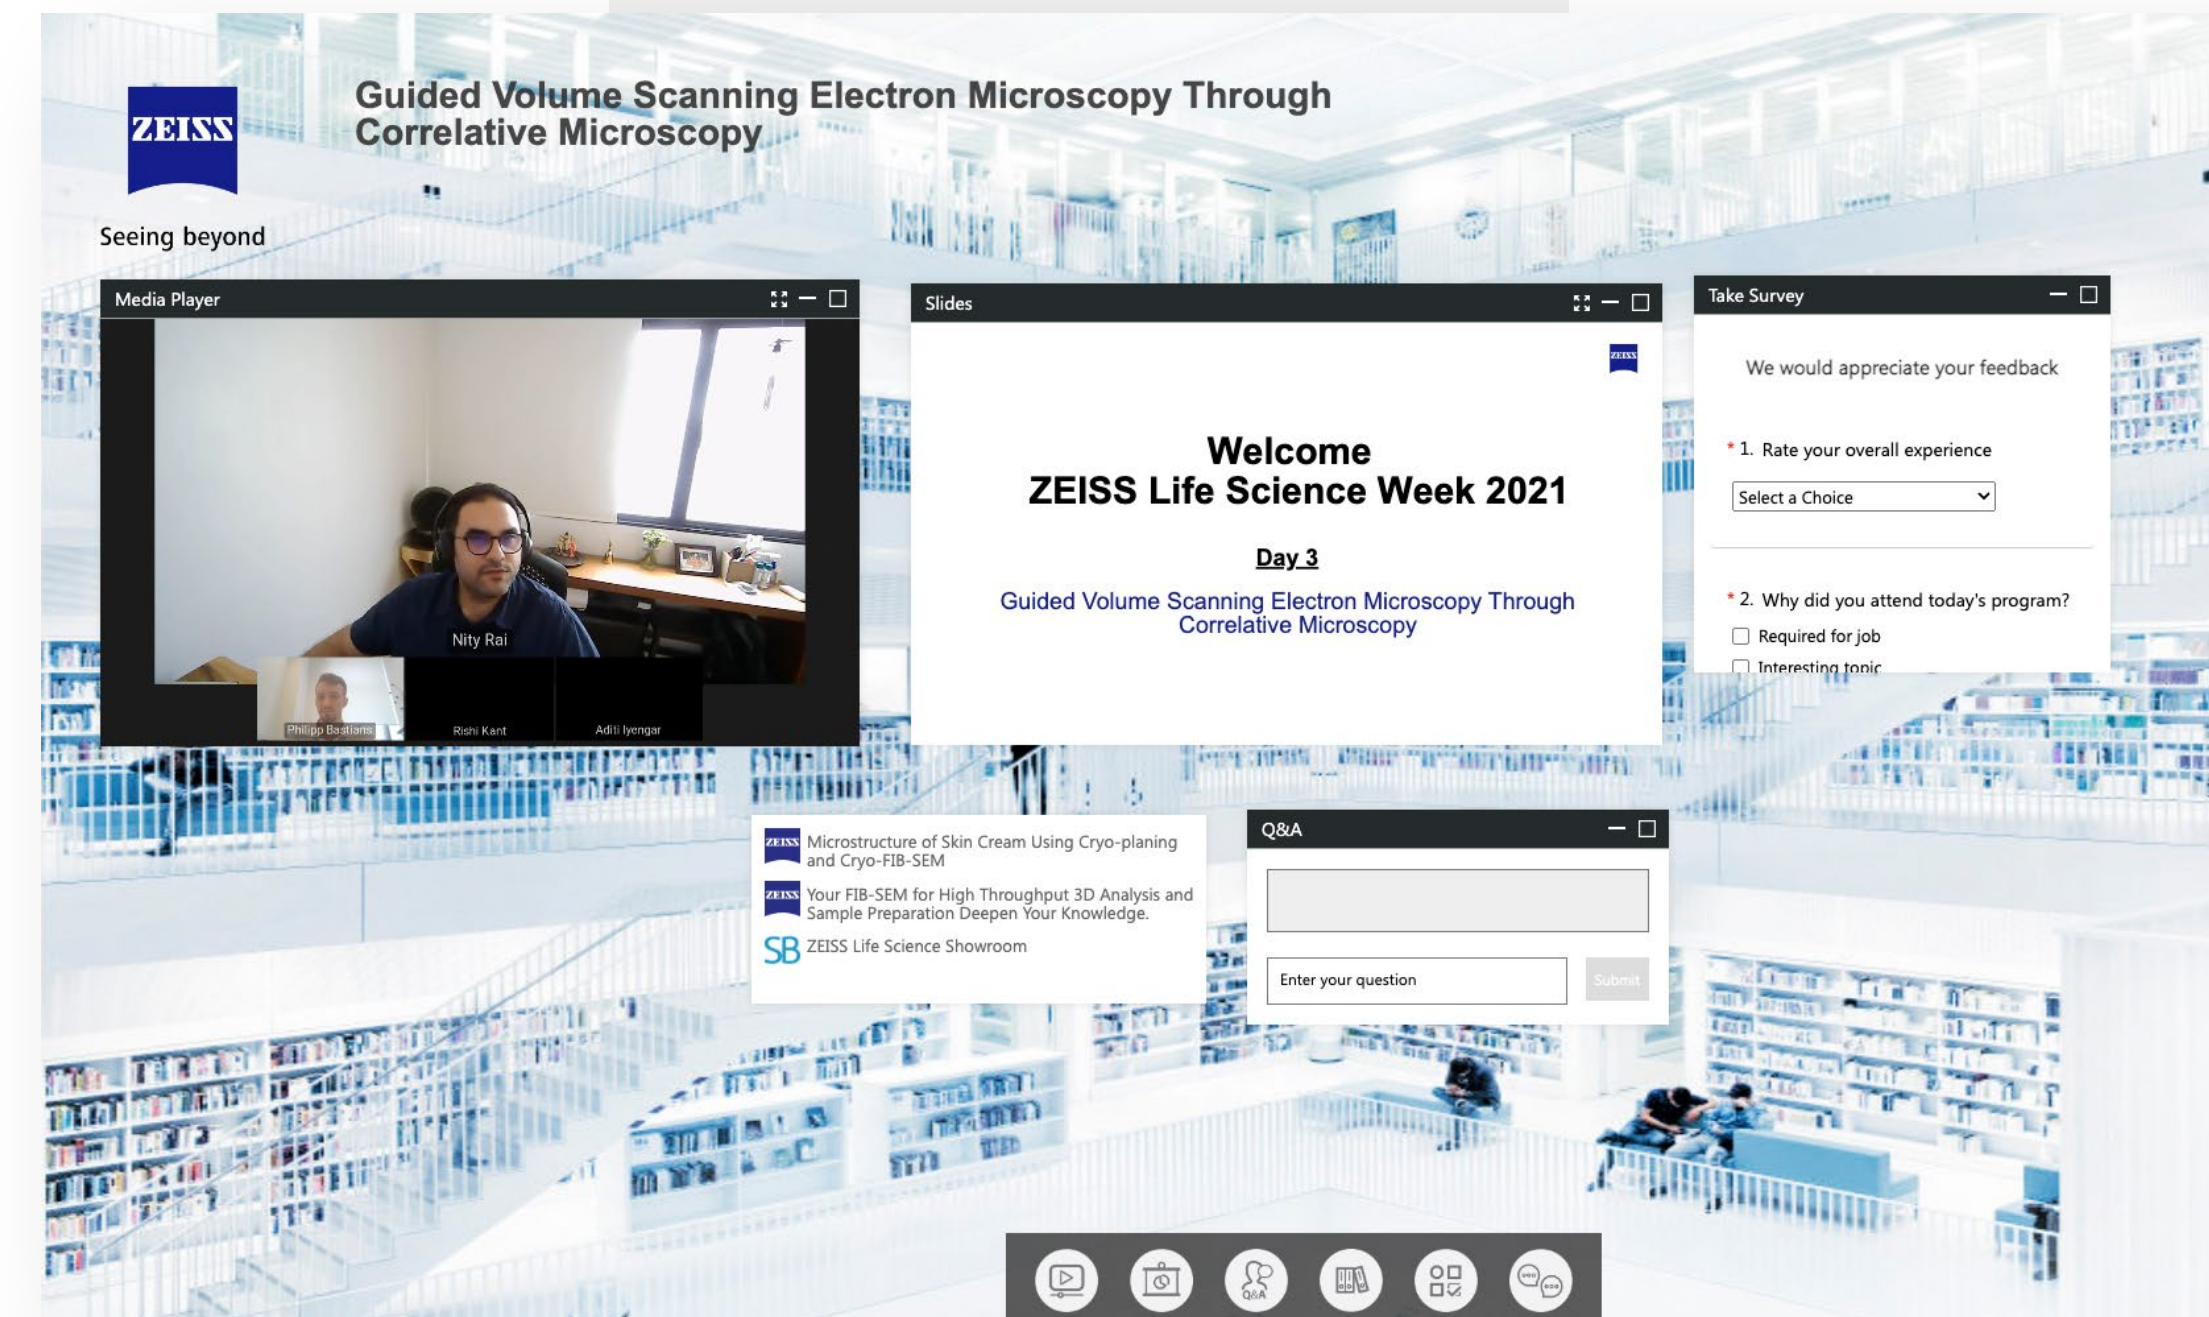 ZEISS
Seeing beyond
Guided Volume Scanning Electron Microscopy Through
Correlative Microscopy
Media Player
Nity Rai
Philipp Bastians
Rishi Kant
Aditi Iyengar
Slides
ZEISS
Welcome
ZEISS Life Science Week 2021
Day 3
Guided Volume Scanning Electron Microscopy Through
Correlative Microscopy
Take Survey
We would appreciate your feedback
* 1. Rate your overall experience
Select a Choice
* 2. Why did you attend today's program?
Required for job
Interesting topic
ZEISS
Microstructure of Skin Cream Using Cryo-planing
and Cryo-FIB-SEM
ZEISS
Your FIB-SEM for High Throughput 3D Analysis and
Sample Preparation Deepen Your Knowledge.
SB
ZEISS Life Science Showroom
Q&A
Enter your question
Submit
Q&A